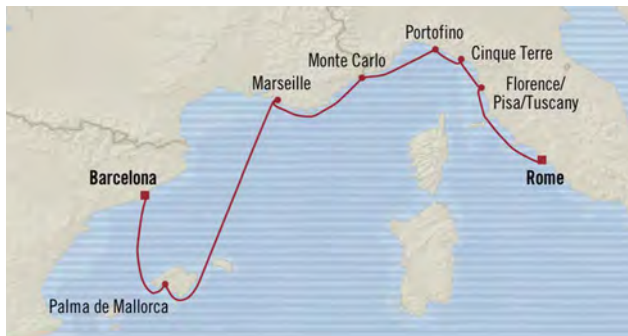 Portofino
Monte Carlo
Cinque Terre
Marseille
Florence/
Pisa/Tuscany
Barcelona
Rome
Palma de Mallorca